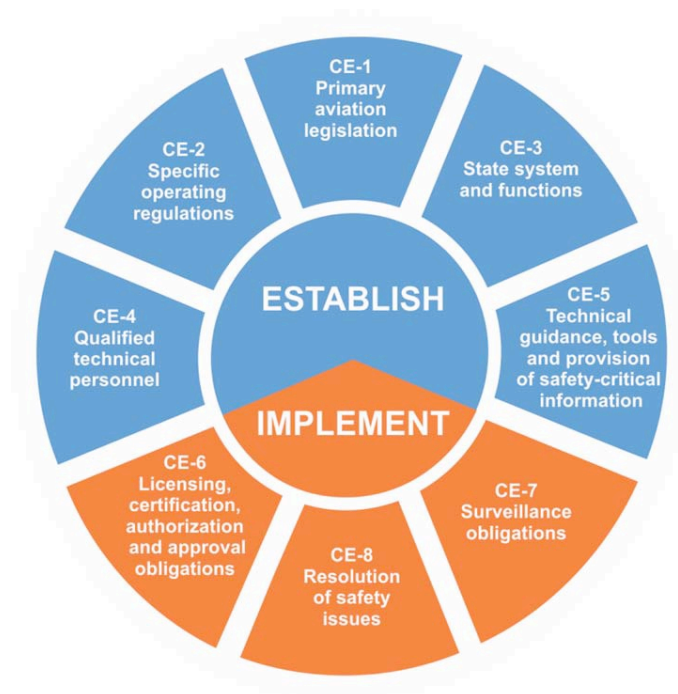 CE-1
Primary
aviation
legislation
CE-2
Specific
operating
regulations
CE-3
State system
and functions
ESTABLISH
CE-4
Qualified
technical
personnel
CE-5
Technical
guidance, tools
and provision
of safety-critical
information
IMPLEMENT
CE-6
Licensing,
certification,
authorization
and approval
obligations
CE-7
Surveillance
obligations
CE-8
Resolution
of safety
issues